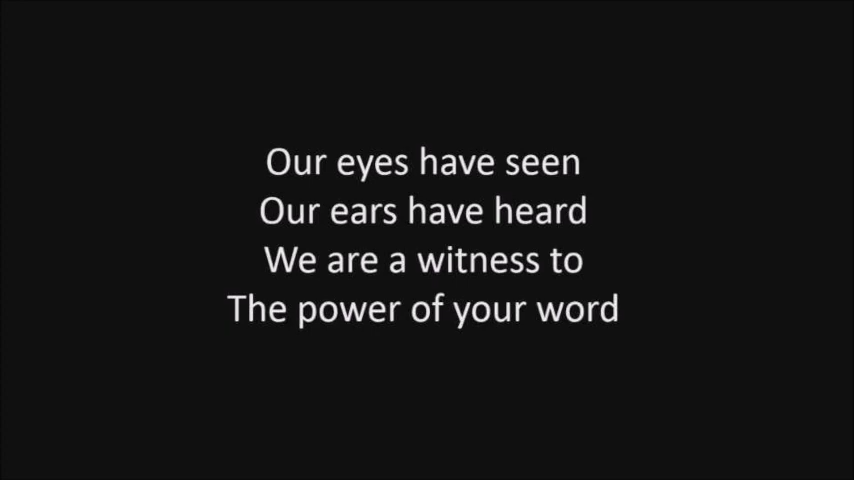 Our eyes have seen
Our ears have heard
We are a witness to
The power of your word